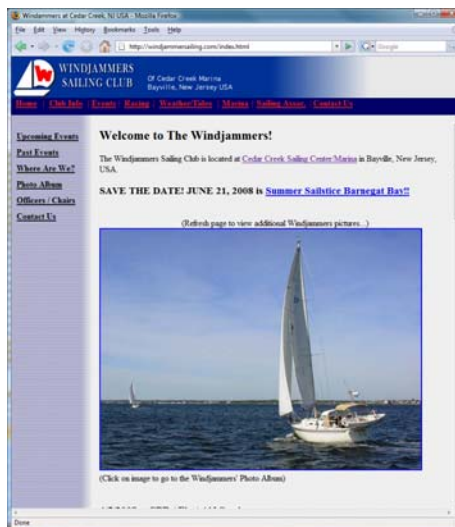 Windjammers at Cedar Creek, NJ USA - Mozilla Firefox
File Edit View History Bookmarks Tools Help
http://windjammersailing.com/index.html
Google
WINDJAMMERS
SAILING CLUB
Of Cedar Creek Marina
Bayville, New Jersey USA
Home | Club Info | Events | Racing | Weather/Tides | Marina | Sailing Assoc. | Contact Us
Upcoming Events
Past Events
Where Are We?
Photo Album
Officers / Chairs
Contact Us
Welcome to The Windjammers!
The Windjammers Sailing Club is located at Cedar Creek Sailing Center/Marina in Bayville, New Jersey,
USA.
SAVE THE DATE! JUNE 21, 2008 is Summer Sailstice Barnegat Bay!!
(Refresh page to view additional Windjammers pictures...)
(Click on image to go to the Windjammers' Photo Album)
Done